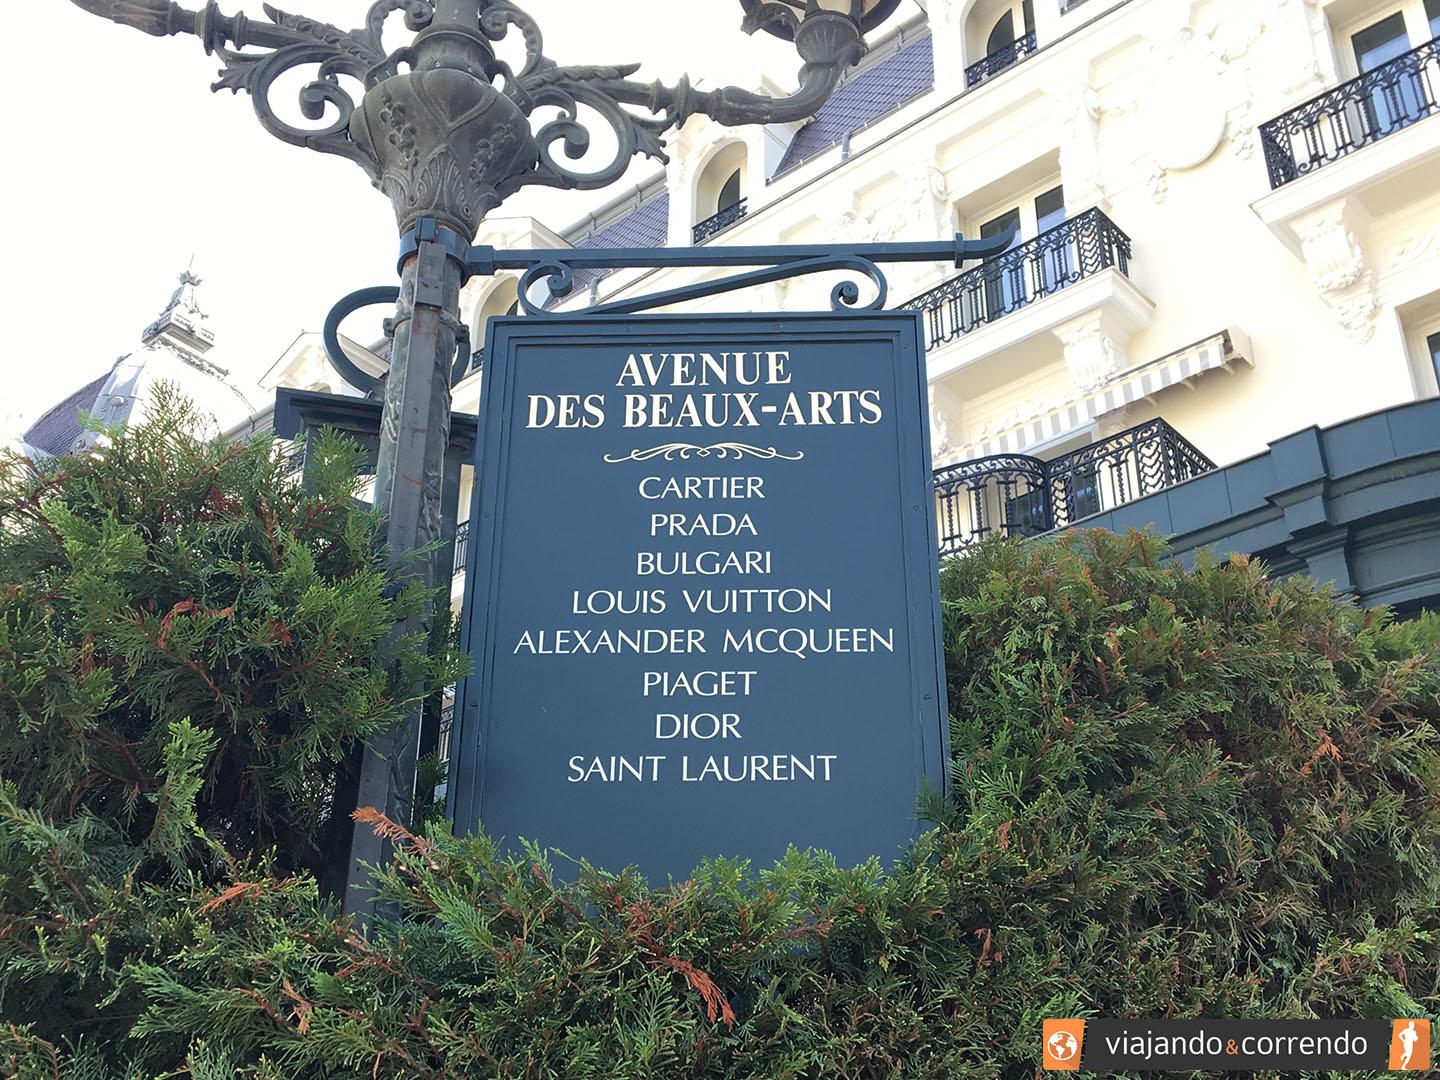 AVENUE
DES BEAUX-ARTS
CARTIER
PRADA
BULGARI
LOUIS VUITTON
ALEXANDER MCQUEEN
PIAGET
DIOR
SAINT LAURENT
viajando&correndo